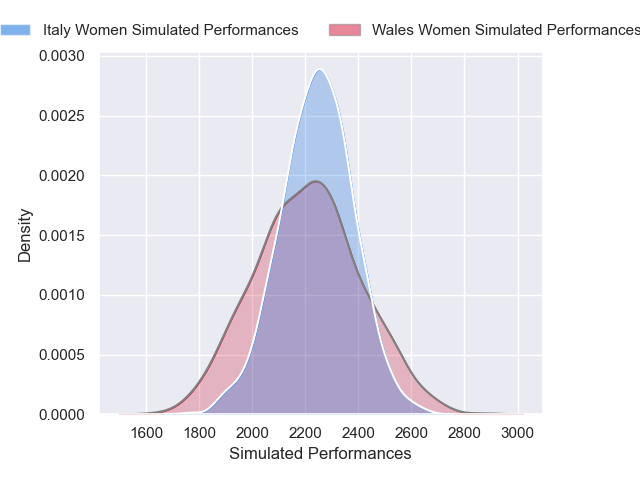 Italy Women Simulated Performances
Wales Women Simulated Performances
0.0030
0.0025
0.0020
0.0015
0.0010
0.0005
0.0000
Density
1600 1800 2000 2200 2400 2600 2800 3000
Simulated Performances